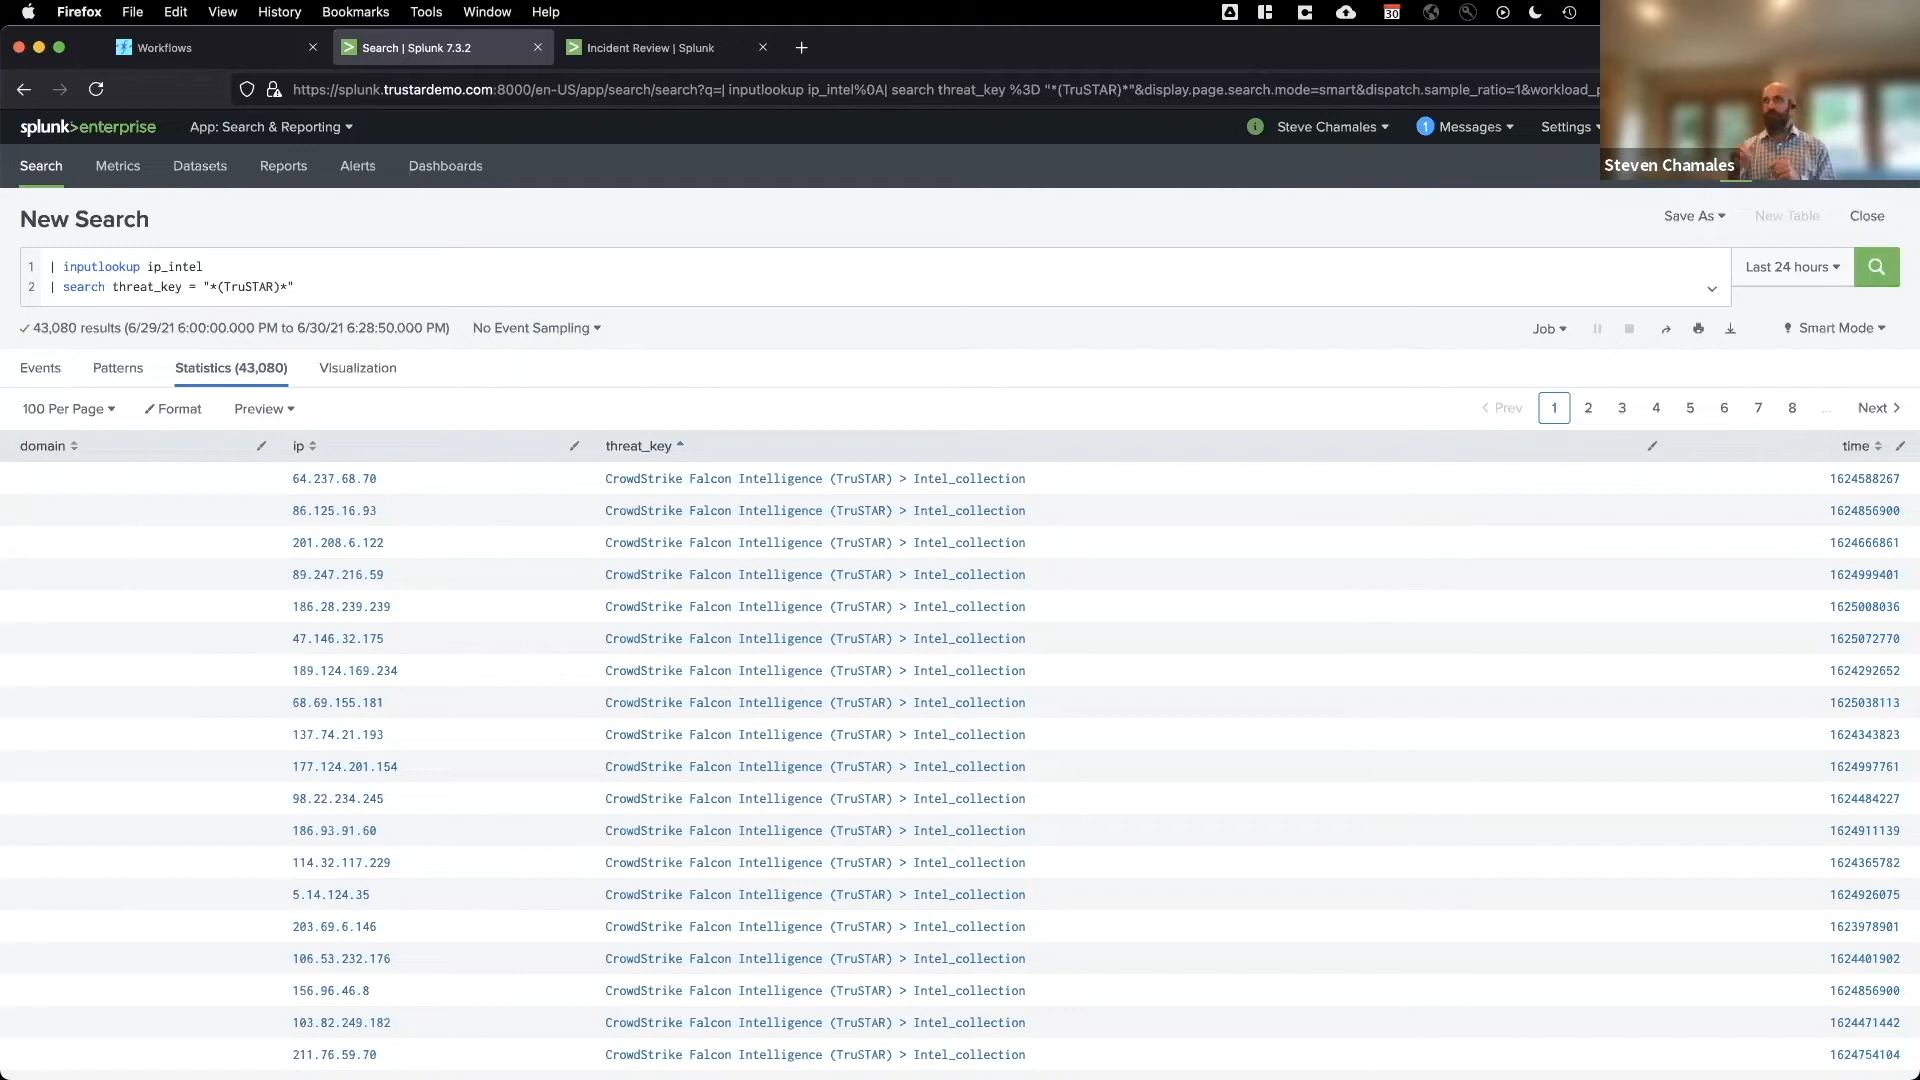 Firefox File Edit View History Bookmarks Tools Window Help 30
Workflows Search | Splunk 7.3.2 Incident Review | Splunk
https://splunk.trustardemo.com:8000/en-US/app/search/search?q=| inputlookup ip_intel%0A| search threat_key %3D "*(TruSTAR)*"&display.page.search.mode=smart&dispatch.sample_ratio=1&workload_p
splunk>enterprise App: Search & Reporting i Steve Chamales 1 Messages Settings
Steven Chamales
Search Metrics Datasets Reports Alerts Dashboards
New Search Save As New Table Close
1 | inputlookup ip_intel
2 | search threat_key = "*(TruSTAR)*"
Last 24 hours
43,080 results (6/29/21 6:00:00.000 PM to 6/30/21 6:28:50.000 PM) No Event Sampling Job Smart Mode
Events Patterns Statistics (43,080) Visualization
100 Per Page Format Preview < Prev 1 2 3 4 5 6 7 8 ... Next >
domain ip threat_key time
64.237.68.70 CrowdStrike Falcon Intelligence (TruSTAR) > Intel_collection 1624588267
86.125.16.93 CrowdStrike Falcon Intelligence (TruSTAR) > Intel_collection 1624856900
201.208.6.122 CrowdStrike Falcon Intelligence (TruSTAR) > Intel_collection 1624666861
89.247.216.59 CrowdStrike Falcon Intelligence (TruSTAR) > Intel_collection 1624999401
186.28.239.239 CrowdStrike Falcon Intelligence (TruSTAR) > Intel_collection 1625008036
47.146.32.175 CrowdStrike Falcon Intelligence (TruSTAR) > Intel_collection 1625072770
189.124.169.234 CrowdStrike Falcon Intelligence (TruSTAR) > Intel_collection 1624292652
68.69.155.181 CrowdStrike Falcon Intelligence (TruSTAR) > Intel_collection 1625038113
137.74.21.193 CrowdStrike Falcon Intelligence (TruSTAR) > Intel_collection 1624343823
177.124.201.154 CrowdStrike Falcon Intelligence (TruSTAR) > Intel_collection 1624997761
98.22.234.245 CrowdStrike Falcon Intelligence (TruSTAR) > Intel_collection 1624484227
186.93.91.60 CrowdStrike Falcon Intelligence (TruSTAR) > Intel_collection 1624911139
114.32.117.229 CrowdStrike Falcon Intelligence (TruSTAR) > Intel_collection 1624365782
5.14.124.35 CrowdStrike Falcon Intelligence (TruSTAR) > Intel_collection 1624926075
203.69.6.146 CrowdStrike Falcon Intelligence (TruSTAR) > Intel_collection 1623978901
106.53.232.176 CrowdStrike Falcon Intelligence (TruSTAR) > Intel_collection 1624401902
156.96.46.8 CrowdStrike Falcon Intelligence (TruSTAR) > Intel_collection 1624856900
103.82.249.182 CrowdStrike Falcon Intelligence (TruSTAR) > Intel_collection 1624471442
211.76.59.70 CrowdStrike Falcon Intelligence (TruSTAR) > Intel_collection 1624754104